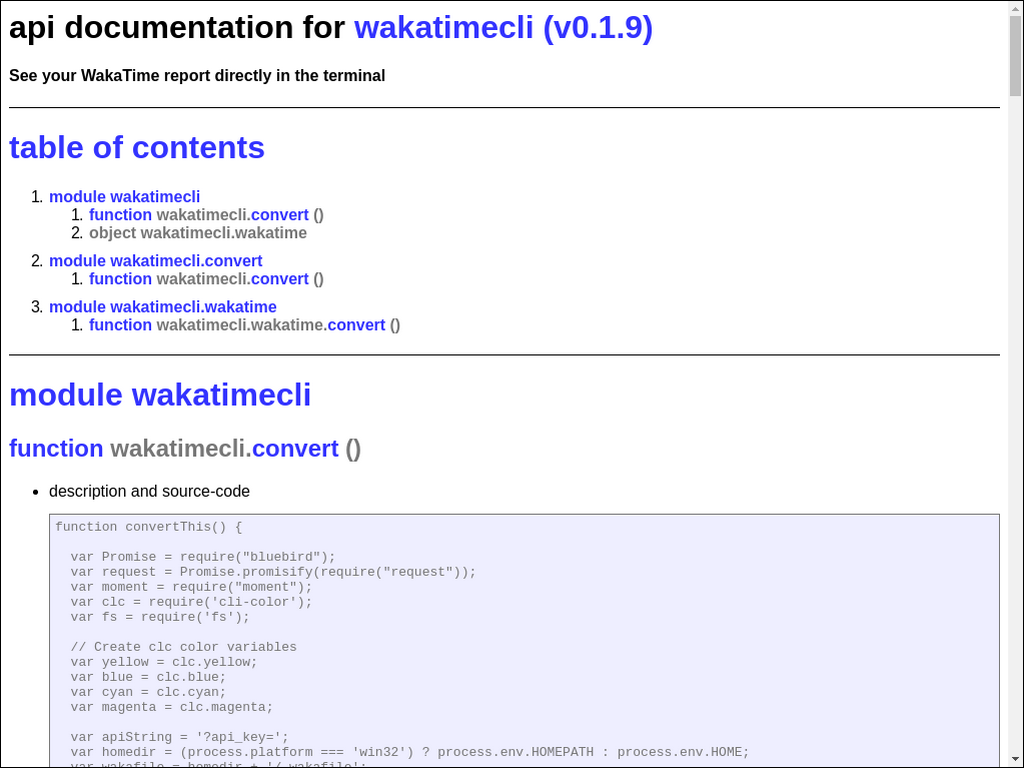 api documentation for wakatimecli (v0.1.9)
See your WakaTime report directly in the terminal
table of contents
1. module wakatimecli
1. function wakatimecli.convert ()
2. object wakatimecli.wakatime
2. module wakatimecli.convert
1. function wakatimecli.convert ()
3. module wakatimecli.wakatime
1. function wakatimecli.wakatime.convert ()
module wakatimecli
function wakatimecli.convert ()
• description and source-code
function convertThis() {
var Promise = require("bluebird");
var request = Promise.promisify(require("request"));
var moment = require("moment");
var clc = require('cli-color');
var fs = require('fs');
// Create clc color variables
var yellow = clc.yellow;
var blue = clc.blue;
var cyan = clc.cyan;
var magenta = clc.magenta;
var apiString = '?api_key=';
var homedir = (process.platform === 'win32') ? process.env.HOMEPATH : process.env.HOME;
var wakafile = homedir + '/.wakafile';